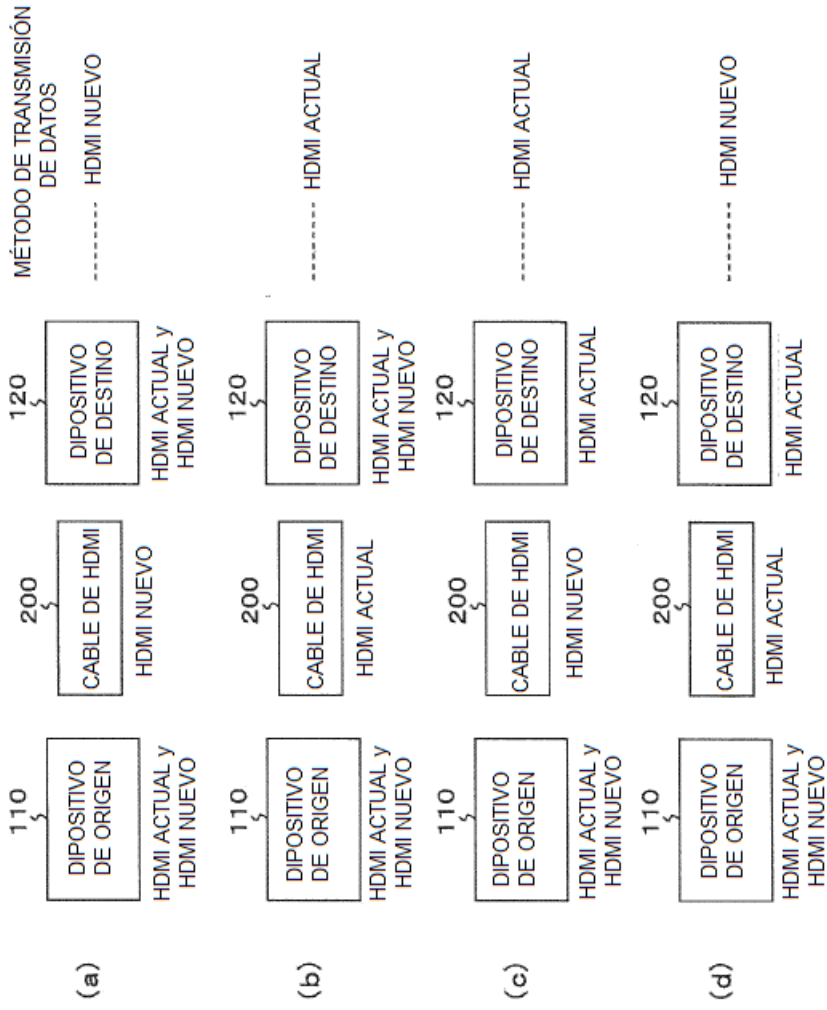 MÉTODO DE TRANSMISIÓN
DE DATOS
(a)
110
DIPOSITIVO
DE ORIGEN
HDMI ACTUAL y
HDMI NUEVO
200
CABLE DE HDMI
HDMI NUEVO
120
DIPOSITIVO
DE DESTINO
HDMI ACTUAL y
HDMI NUEVO
HDMI NUEVO
(b)
110
DIPOSITIVO
DE ORIGEN
HDMI ACTUAL y
HDMI NUEVO
200
CABLE DE HDMI
HDMI ACTUAL
120
DIPOSITIVO
DE DESTINO
HDMI ACTUAL y
HDMI NUEVO
HDMI ACTUAL
(c)
110
DIPOSITIVO
DE ORIGEN
HDMI ACTUAL y
HDMI NUEVO
200
CABLE DE HDMI
HDMI NUEVO
120
DIPOSITIVO
DE DESTINO
HDMI ACTUAL
HDMI ACTUAL
(d)
110
DIPOSITIVO
DE ORIGEN
HDMI ACTUAL y
HDMI NUEVO
200
CABLE DE HDMI
HDMI ACTUAL
120
DIPOSITIVO
DE DESTINO
HDMI ACTUAL
HDMI NUEVO